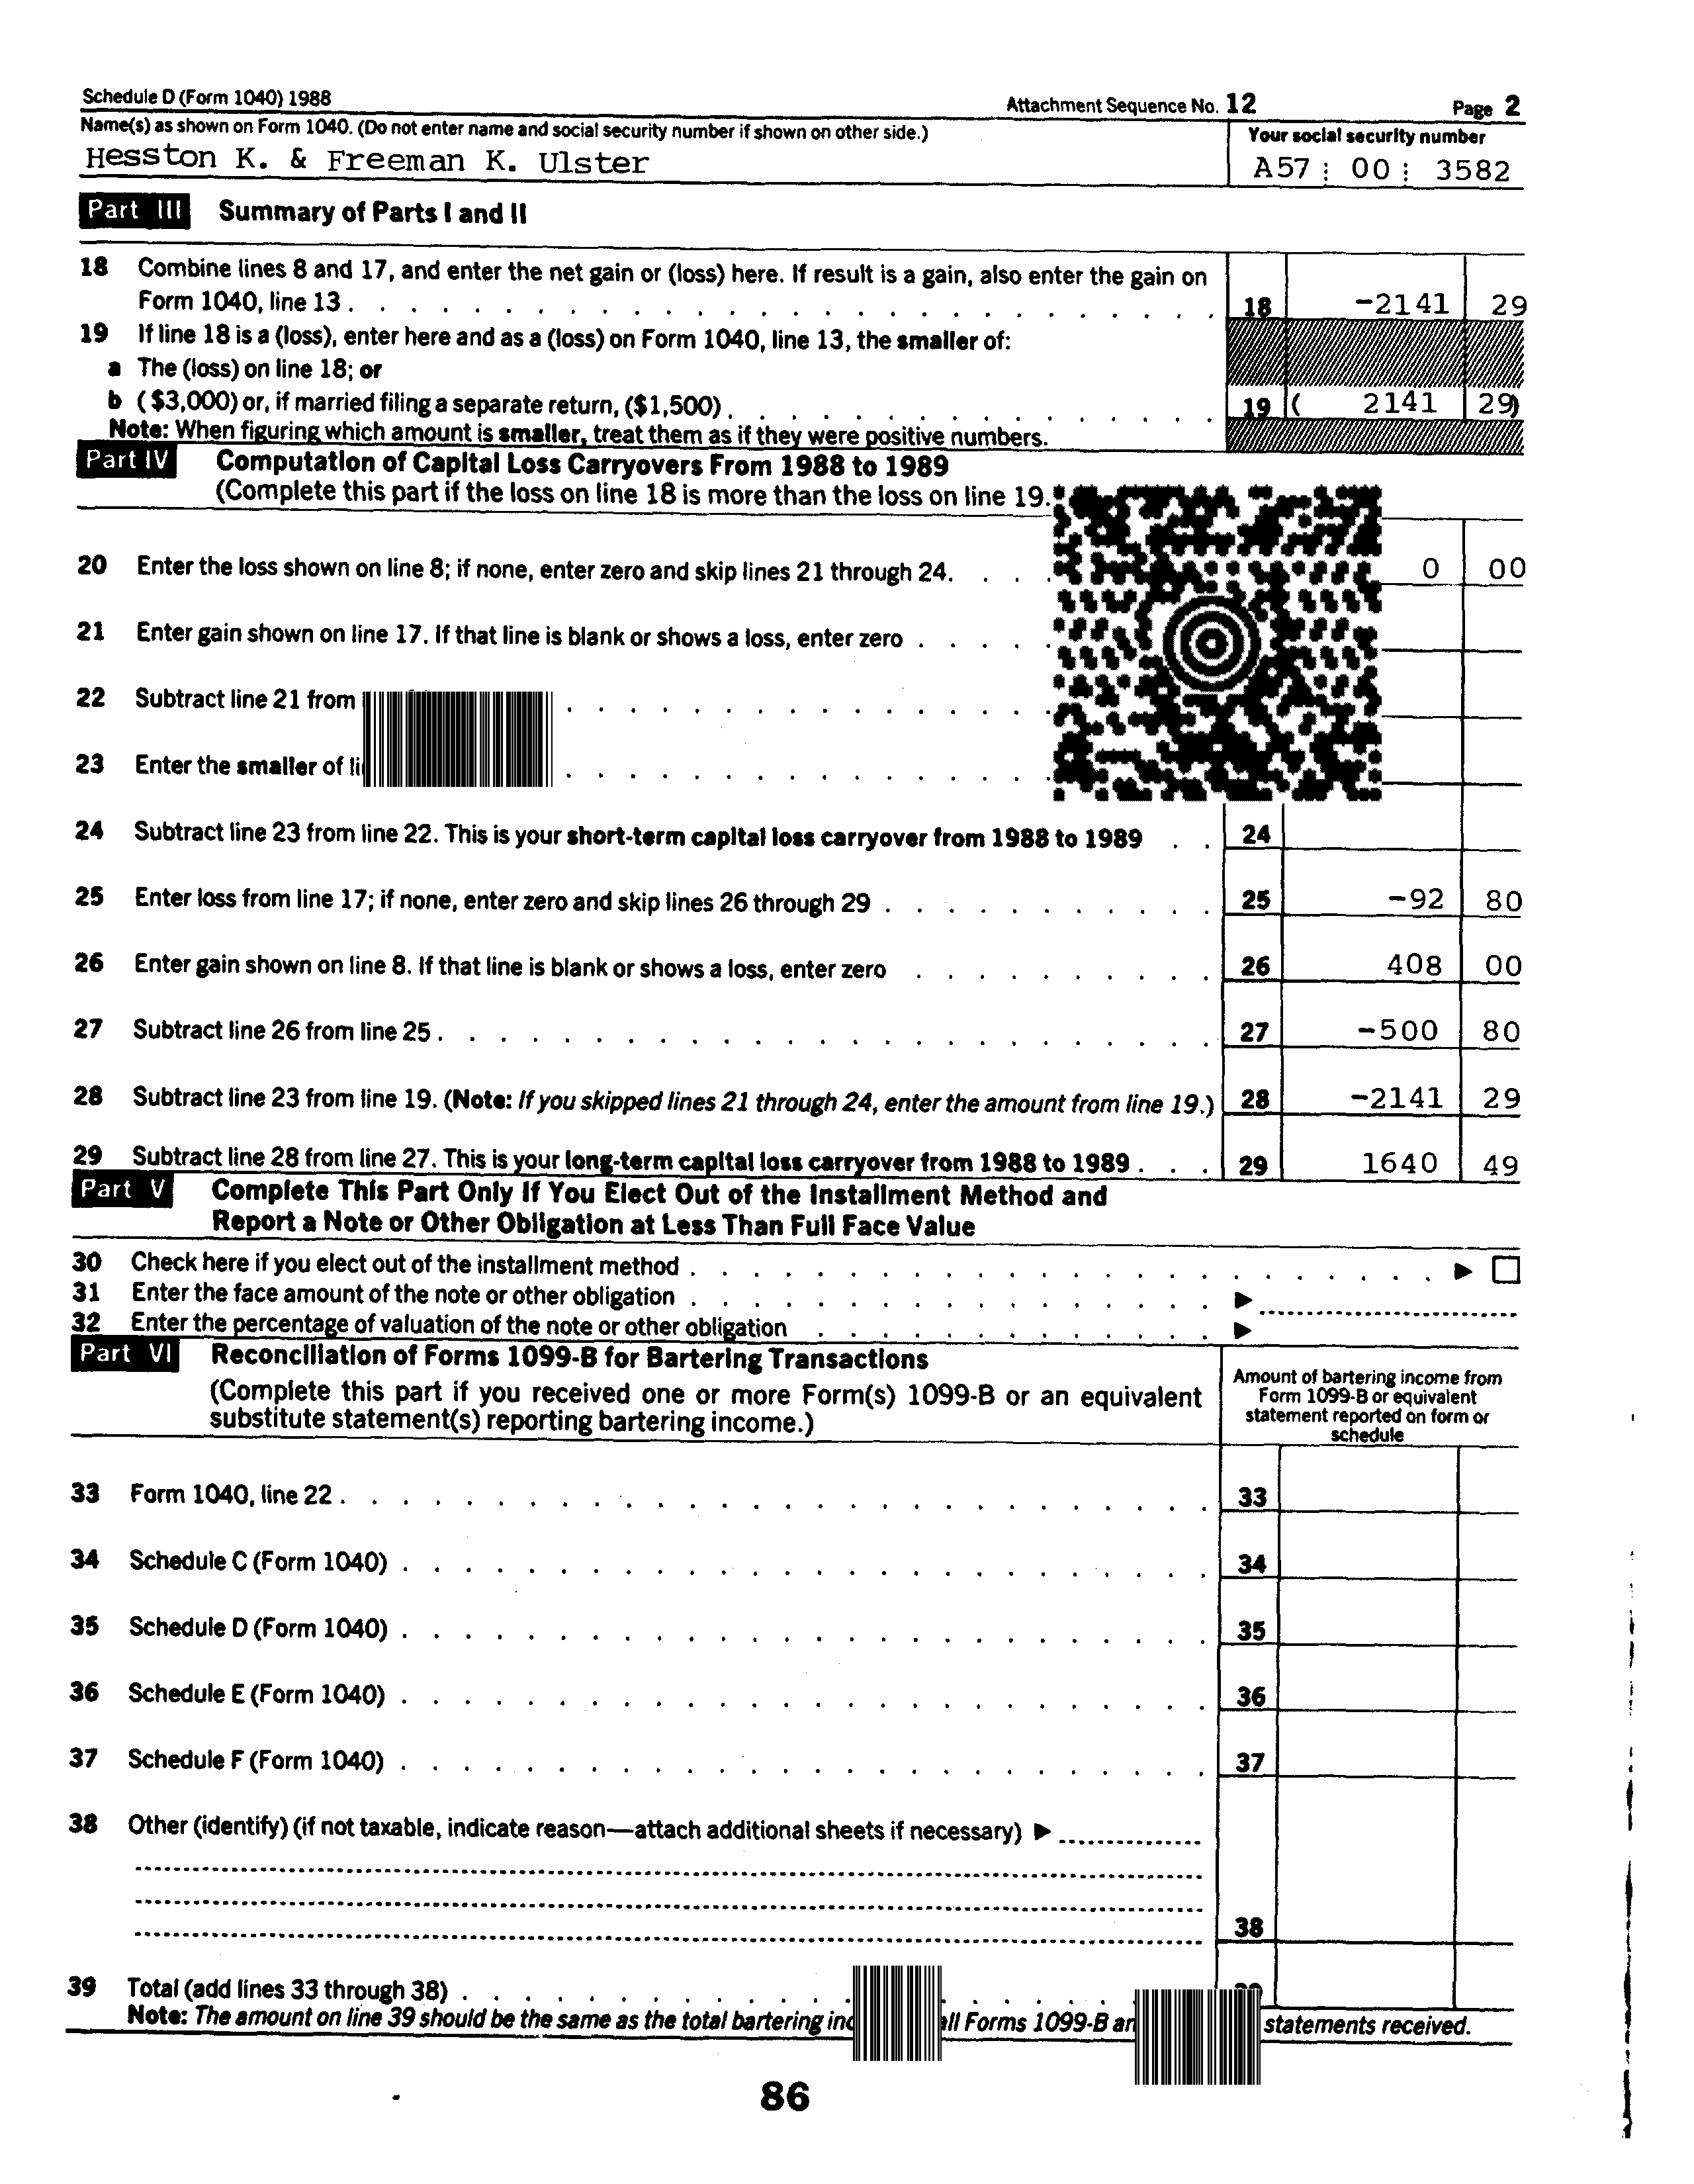 Schedule D (Form 1040) 1988 Attachment Sequence No. 12 Page 2
Name(s) as shown on Form 1040. (Do not enter name and social security number if shown on other side.) Your social security number
Hesston K. & Freeman K. Ulster A57 : 00 : 3582
Part III Summary of Parts I and II
18 Combine lines 8 and 17, and enter the net gain or (loss) here. If result is a gain, also enter the gain on
Form 1040, line 13 . . . 18 -2141 29
19 If line 18 is a (loss), enter here and as a (loss) on Form 1040, line 13, the smaller of:
a The (loss) on line 18; or
b ($3,000) or, if married filing a separate return, ($1,500) . . . 19 ( 2141 29)
Note: When figuring which amount is smaller, treat them as if they were positive numbers.
Part IV Computation of Capital Loss Carryovers From 1988 to 1989
(Complete this part if the loss on line 18 is more than the loss on line 19.
20 Enter the loss shown on line 8; if none, enter zero and skip lines 21 through 24. . . . 0 00
21 Enter gain shown on line 17. If that line is blank or shows a loss, enter zero . . .
22 Subtract line 21 from . . .
23 Enter the smaller of . . .
24 Subtract line 23 from line 22. This is your short-term capital loss carryover from 1988 to 1989 . . 24
25 Enter loss from line 17; if none, enter zero and skip lines 26 through 29 . . . 25 -92 80
26 Enter gain shown on line 8. If that line is blank or shows a loss, enter zero . . . 26 408 00
27 Subtract line 26 from line 25 . . . 27 -500 80
28 Subtract line 23 from line 19. (Note: If you skipped lines 21 through 24, enter the amount from line 19.) 28 -2141 29
29 Subtract line 28 from line 27. This is your long-term capital loss carryover from 1988 to 1989 . . . 29 1640 49
Part V Complete This Part Only If You Elect Out of the Installment Method and
Report a Note or Other Obligation at Less Than Full Face Value
30 Check here if you elect out of the installment method . . . ▶ ☐
31 Enter the face amount of the note or other obligation . . . ▶
32 Enter the percentage of valuation of the note or other obligation . . . ▶
Part VI Reconciliation of Forms 1099-B for Bartering Transactions
(Complete this part if you received one or more Form(s) 1099-B or an equivalent
substitute statement(s) reporting bartering income.)
Amount of bartering income from
Form 1099-B or equivalent
statement reported on form or
schedule
33 Form 1040, line 22 . . . 33
34 Schedule C (Form 1040) . . . 34
35 Schedule D (Form 1040) . . . 35
36 Schedule E (Form 1040) . . . 36
37 Schedule F (Form 1040) . . . 37
38 Other (identify) (if not taxable, indicate reason—attach additional sheets if necessary) ▶
38
39 Total (add lines 33 through 38) . . .
Note: The amount on line 39 should be the same as the total bartering all Forms 1099-B statements received.
86